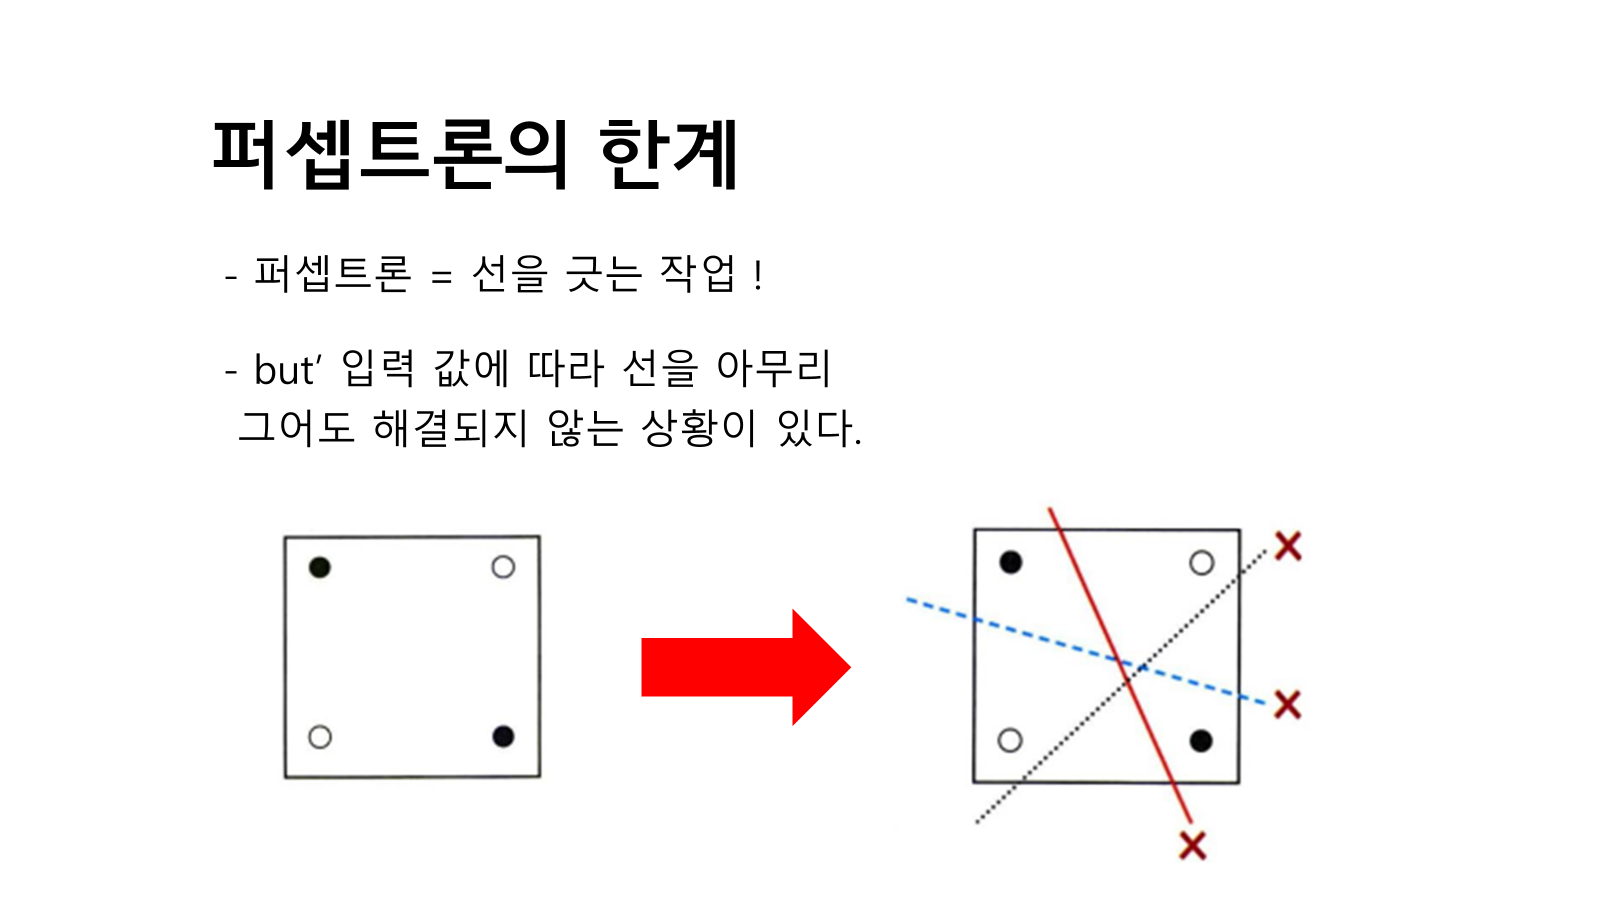 퍼셉트론의 한계
- 퍼셉트론 = 선을 긋는 작업 !
- but’ 입력 값에 따라 선을 아무리
그어도 해결되지 않는 상황이 있다.